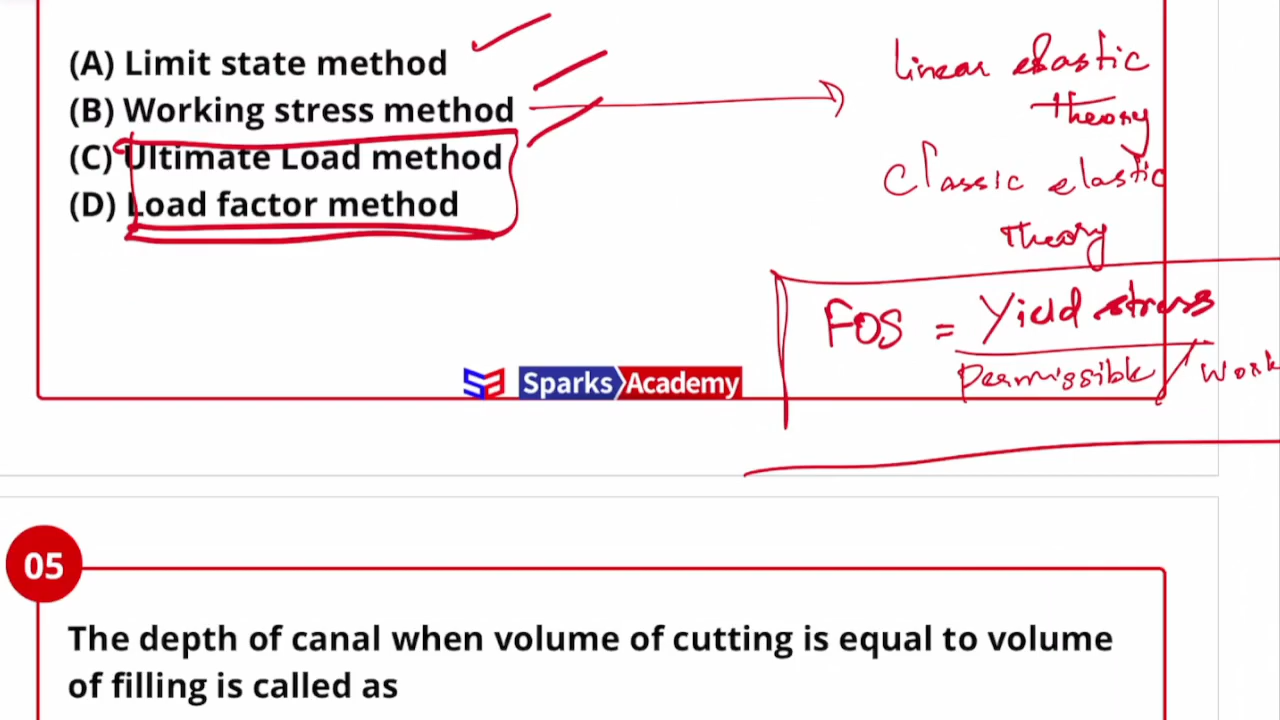 (A) Limit state method
(B) Working stress method
(C) Ultimate Load method
(D) Load factor method
linear elastic
theory
Classic elastic
theory
FOS = Yield stress
Permissible / Work
Sparks Academy
05
The depth of canal when volume of cutting is equal to volume
of filling is called as